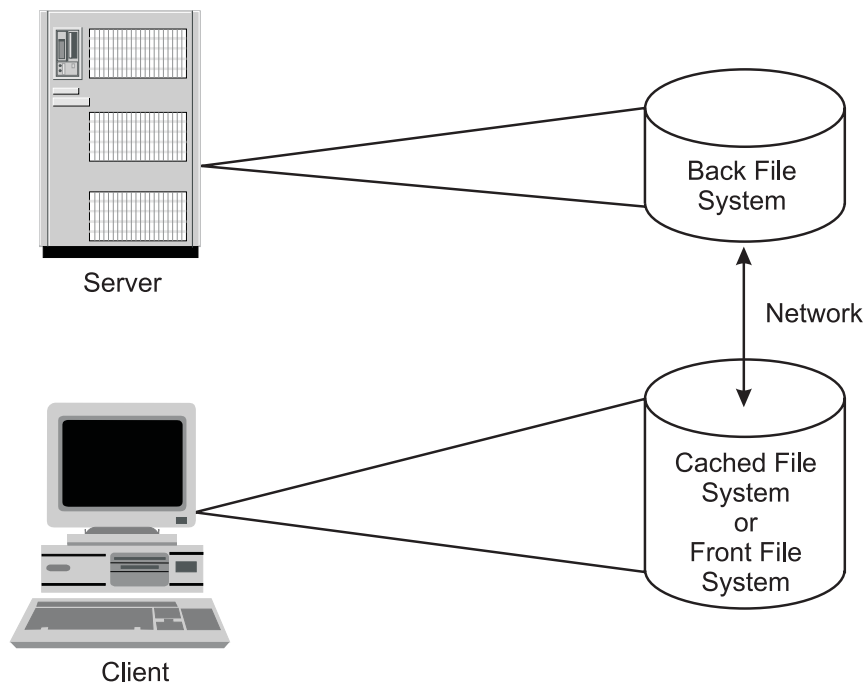 Back File
System
Server
Network
Cached File
System
or
Front File
System
Client